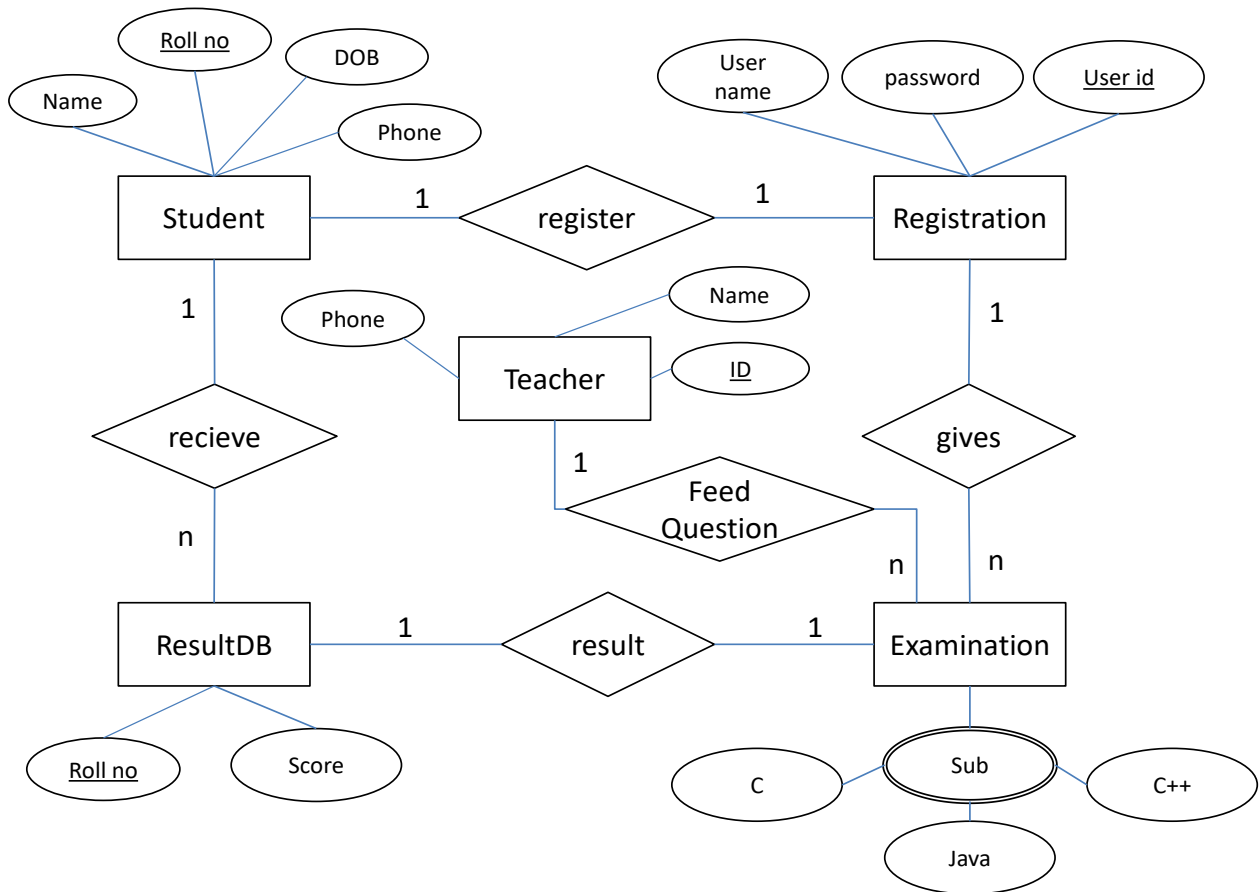 Roll no
DOB
Name
Phone
User
name
password
User id
Student
1
register
1
Registration
1
Phone
Name
Teacher
ID
1
recieve
1
gives
Feed
Question
n
n
n
ResultDB
1
result
1
Examination
Roll no
Score
C
Sub
C++
Java